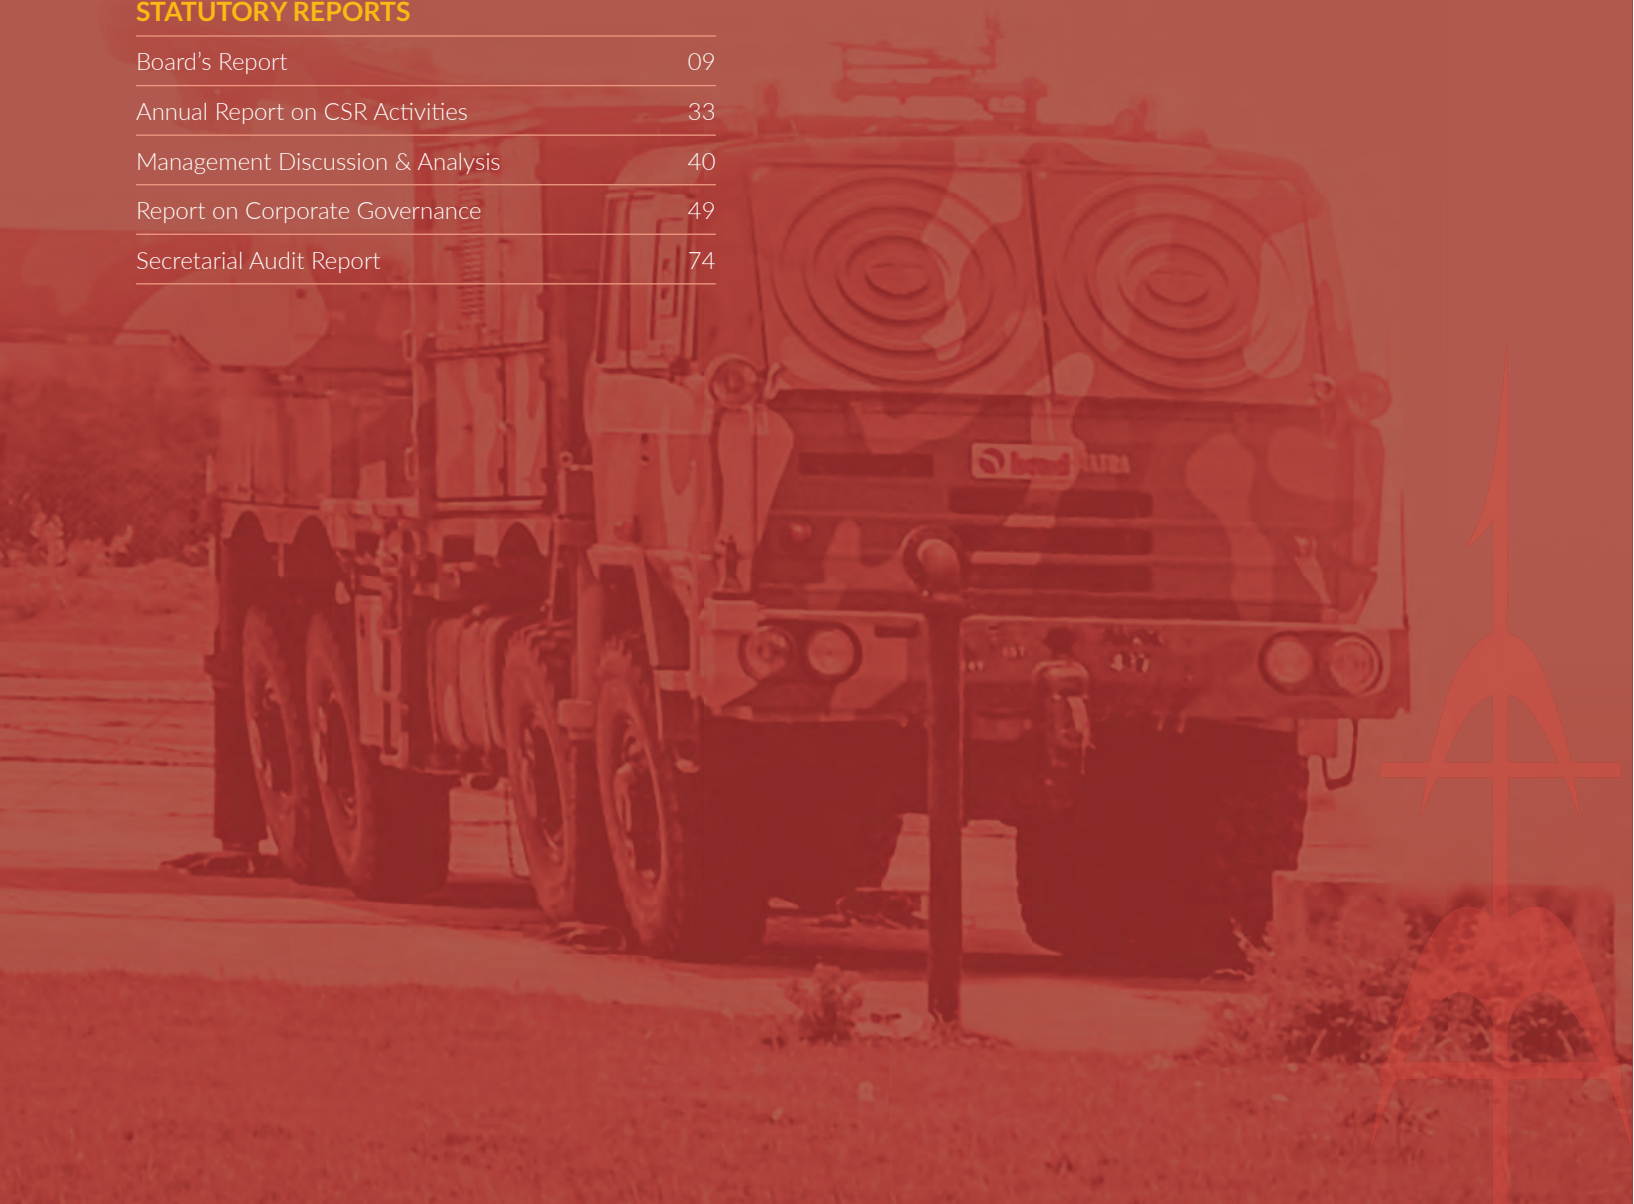 STATUTORY REPORTS
Board’s Report 09
Annual Report on CSR Activities 33
Management Discussion & Analysis 40
Report on Corporate Governance 49
Secretarial Audit Report 74
417